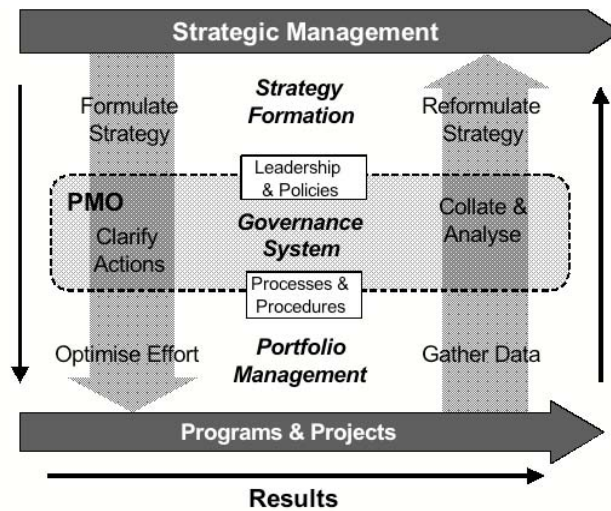 Strategic Management
Formulate
Strategy
Strategy
Formation
Reformulate
Strategy
Leadership
& Policies
PMO
Clarify
Actions
Governance
System
Collate &
Analyse
Processes &
Procedures
Optimise Effort
Portfolio
Management
Gather Data
Programs & Projects
Results